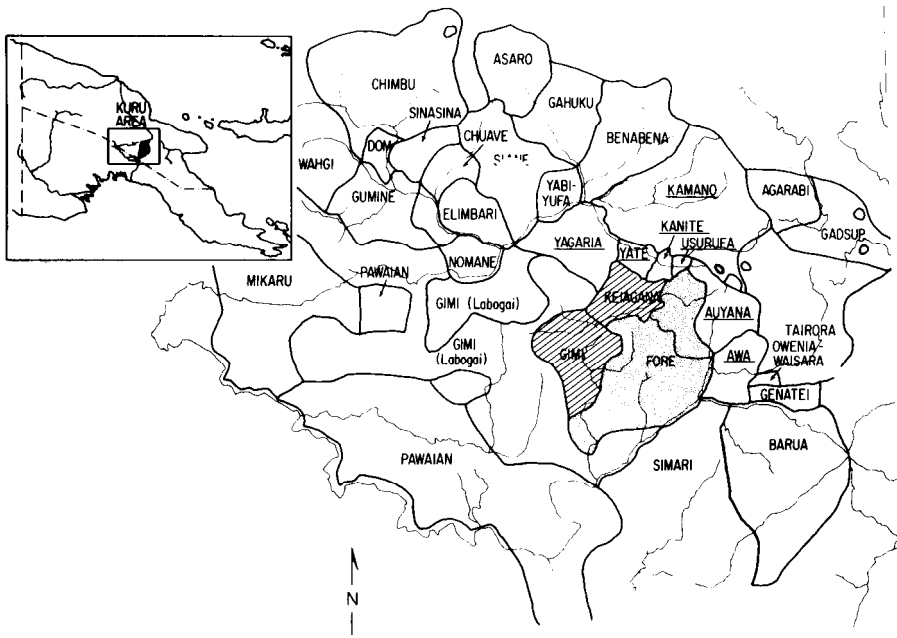 KURU
AREA
CHIMBU
ASARO
SINASINA
GAHUKU
DOM
CHUAVE
BENABENA
WAHGI
SIANE
GUMINE
YABI-
YUFA
KAMANO
AGARABI
ELIMBARI
KANITE
GADSUP
YAGARIA
YATE
USURUFA
NOMANE
MIKARU
PAWAIAN
KEIAGANA
GIMI (Labogai)
AUYANA
TAIRORA
GIMI
(Labogai)
GIMI
FORE
AWA
OWENIA
WAISARA
GENATEI
PAWAIAN
SIMARI
BARUA
N